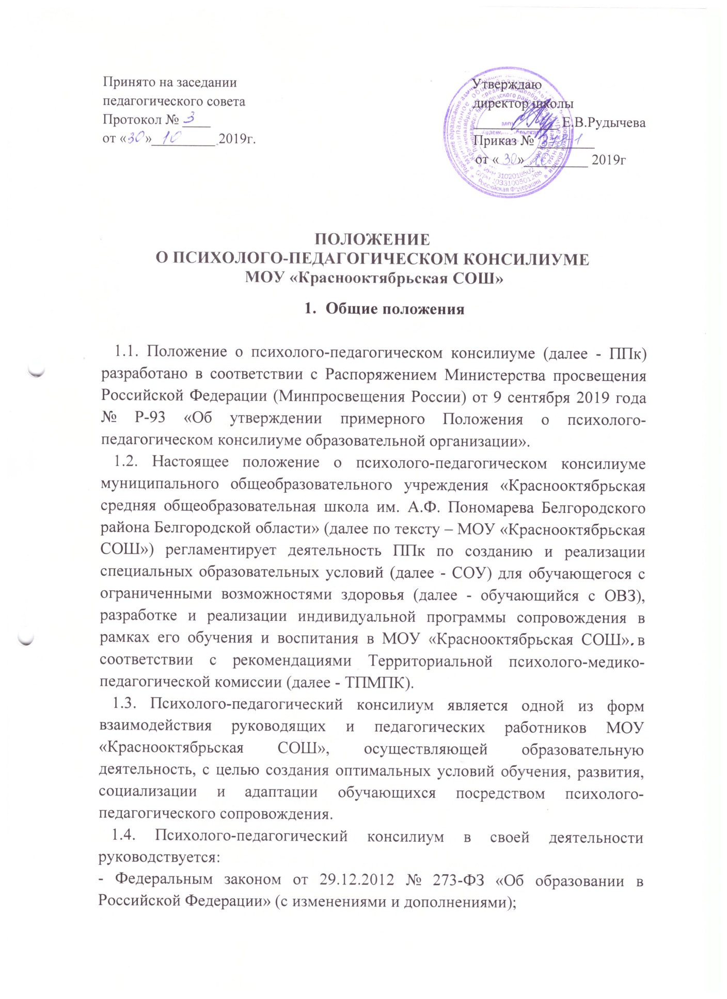 Принято на заседании
педагогического совета
Протокол № 3
от «30» 10 2019г.
Утверждаю
директор школы
Е.В.Рудычева
Приказ №
от «30» 10 2019г
ИНН 3102016502
ОГРН 1033100501268
Российская Федерация
ПОЛОЖЕНИЕ
О ПСИХОЛОГО-ПЕДАГОГИЧЕСКОМ КОНСИЛИУМЕ
МОУ «Краснооктябрьская СОШ»
1. Общие положения
1.1. Положение о психолого-педагогическом консилиуме (далее - ППк)
разработано в соответствии с Распоряжением Министерства просвещения
Российской Федерации (Минпросвещения России) от 9 сентября 2019 года
№ Р-93 «Об утверждении примерного Положения о психолого-
педагогическом консилиуме образовательной организации».
1.2. Настоящее положение о психолого-педагогическом консилиуме
муниципального общеобразовательного учреждения «Краснооктябрьская
средняя общеобразовательная школа им. А.Ф. Пономарева Белгородского
района Белгородской области» (далее по тексту – МОУ «Краснооктябрьская
СОШ») регламентирует деятельность ППк по созданию и реализации
специальных образовательных условий (далее - СОУ) для обучающегося с
ограниченными возможностями здоровья (далее - обучающийся с ОВЗ),
разработке и реализации индивидуальной программы сопровождения в
рамках его обучения и воспитания в МОУ «Краснооктябрьская СОШ». в
соответствии с рекомендациями Территориальной психолого-медико-
педагогической комиссии (далее - ТПМПК).
1.3. Психолого-педагогический консилиум является одной из форм
взаимодействия руководящих и педагогических работников МОУ
«Краснооктябрьская СОШ», осуществляющей образовательную
деятельность, с целью создания оптимальных условий обучения, развития,
социализации и адаптации обучающихся посредством психолого-
педагогического сопровождения.
1.4. Психолого-педагогический консилиум в своей деятельности
руководствуется:
- Федеральным законом от 29.12.2012 № 273-ФЗ «Об образовании в
Российской Федерации» (с изменениями и дополнениями);